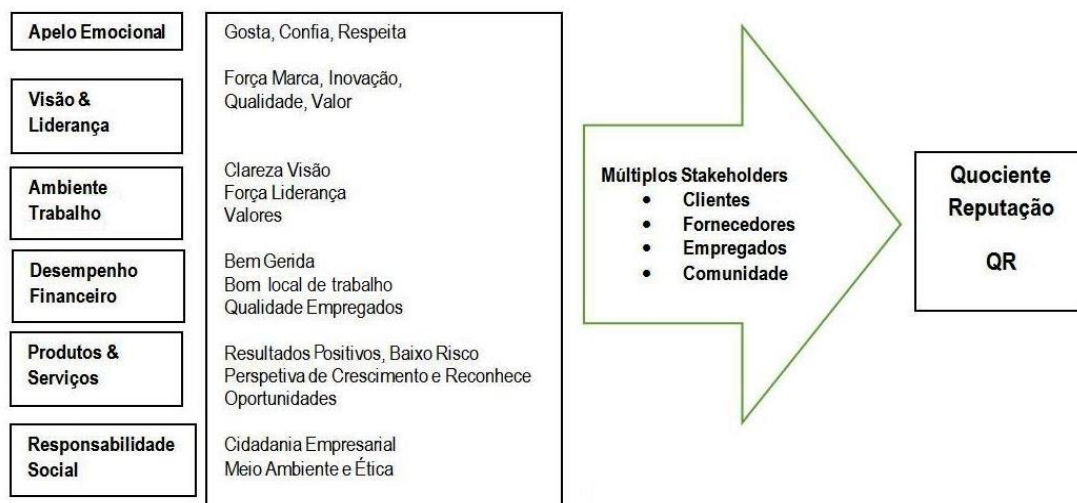 Apelo Emocional
Gosta, Confia, Respeita
Visão &
Liderança
Força Marca, Inovação,
Qualidade, Valor
Ambiente
Trabalho
Clareza Visão
Força Liderança
Valores
Desempenho
Financeiro
Bem Gerida
Bom local de trabalho
Qualidade Empregados
Produtos &
Serviços
Resultados Positivos, Baixo Risco
Perspetiva de Crescimento e Reconhece
Oportunidades
Responsabilidade
Social
Cidadania Empresarial
Meio Ambiente e Ética
Múltiplos Stakeholders
• Clientes
• Fornecedores
• Empregados
• Comunidade
Quociente
Reputação
QR